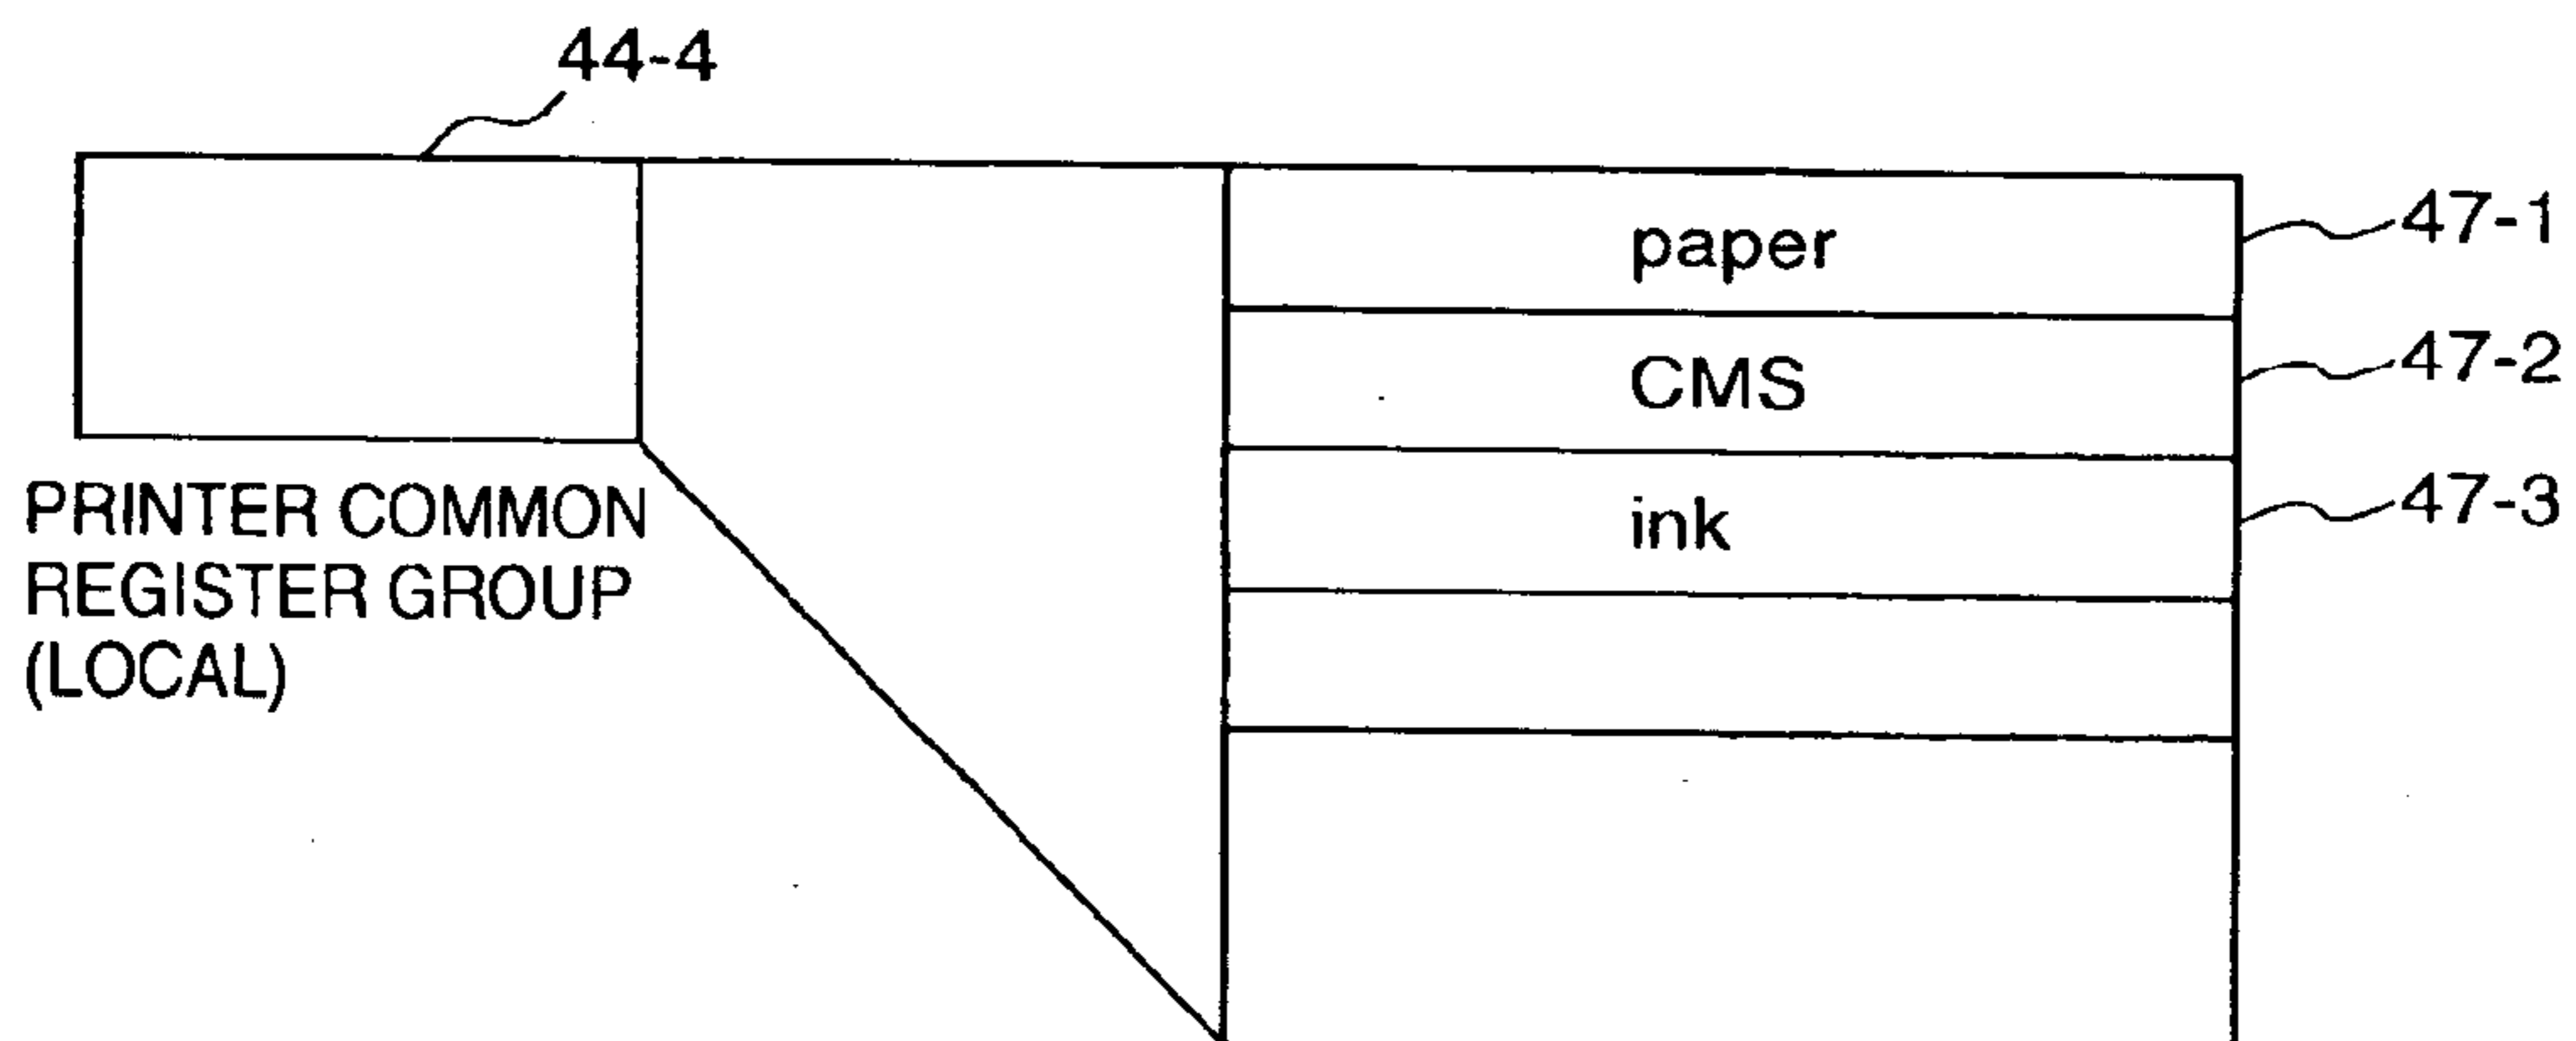 44-4
paper
47-1
CMS
47-2
ink
47-3
PRINTER COMMON
REGISTER GROUP
(LOCAL)